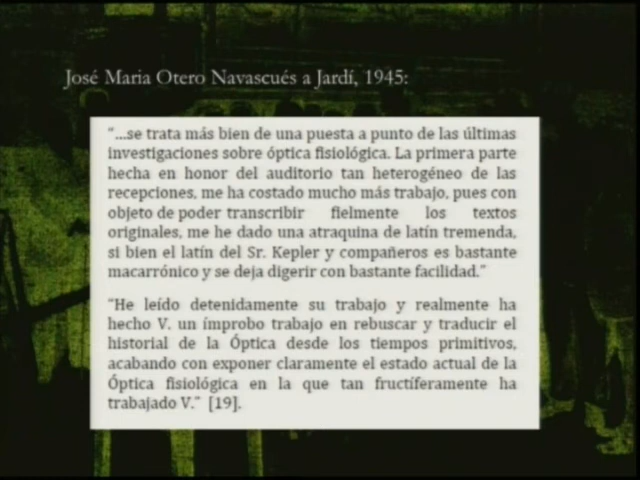 José Maria Otero Navascués a Jardí, 1945:
"...se trata más bien de una puesta a punto de las últimas
investigaciones sobre óptica fisiológica. La primera parte
hecha en honor del auditorio tan heterogéneo de las
recepciones, me ha costado mucho más trabajo, pues con
objeto de poder transcribir fielmente los textos
originales, me he dado una atraquina de latín tremenda,
si bien el latín del Sr. Kepler y compañeros es bastante
macarrónico y se deja digerir con bastante facilidad."
"He leído detenidamente su trabajo y realmente ha
hecho V. un ímprobo trabajo en rebuscar y traducir el
historial de la Óptica desde los tiempos primitivos,
acabando con exponer claramente el estado actual de la
Óptica fisiológica en la que tan fructíferamente ha
trabajado V." [19].